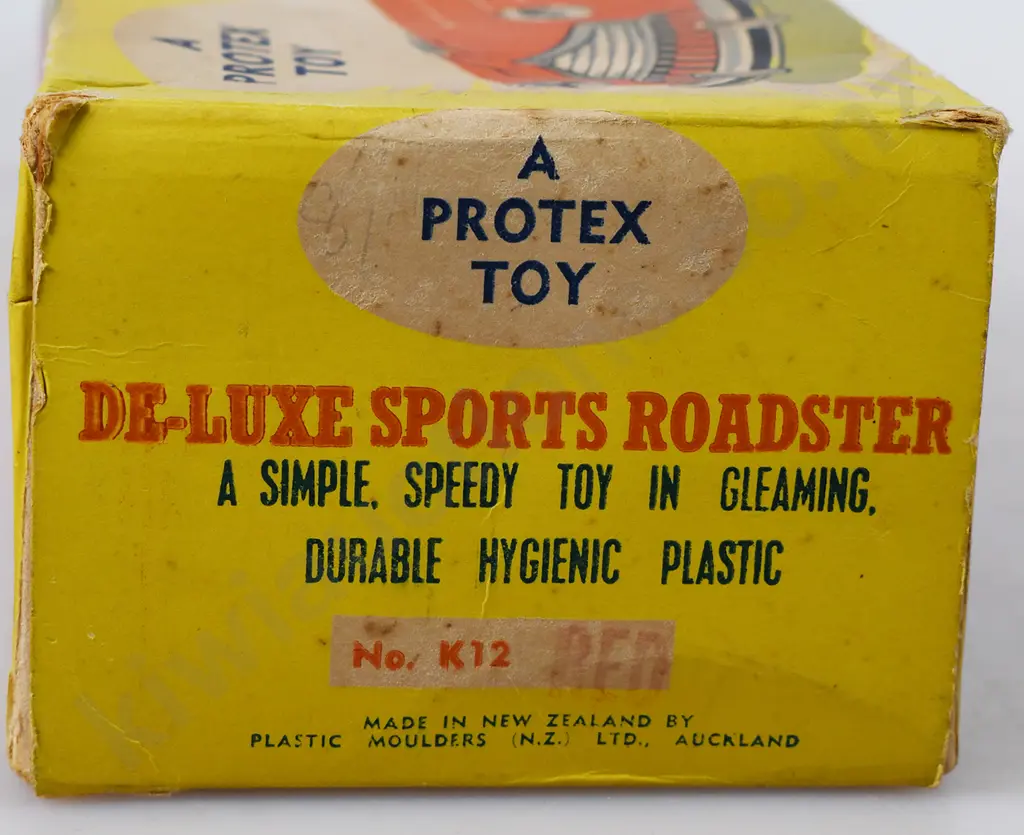 A
PROTEX
TOY
A
PROTEX
TOY
DE-LUXE SPORTS ROADSTER
A SIMPLE, SPEEDY TOY IN GLEAMING,
DURABLE HYGIENIC PLASTIC
No. K12 RED
MADE IN NEW ZEALAND BY
PLASTIC MOULDERS (N.Z.) LTD., AUCKLAND